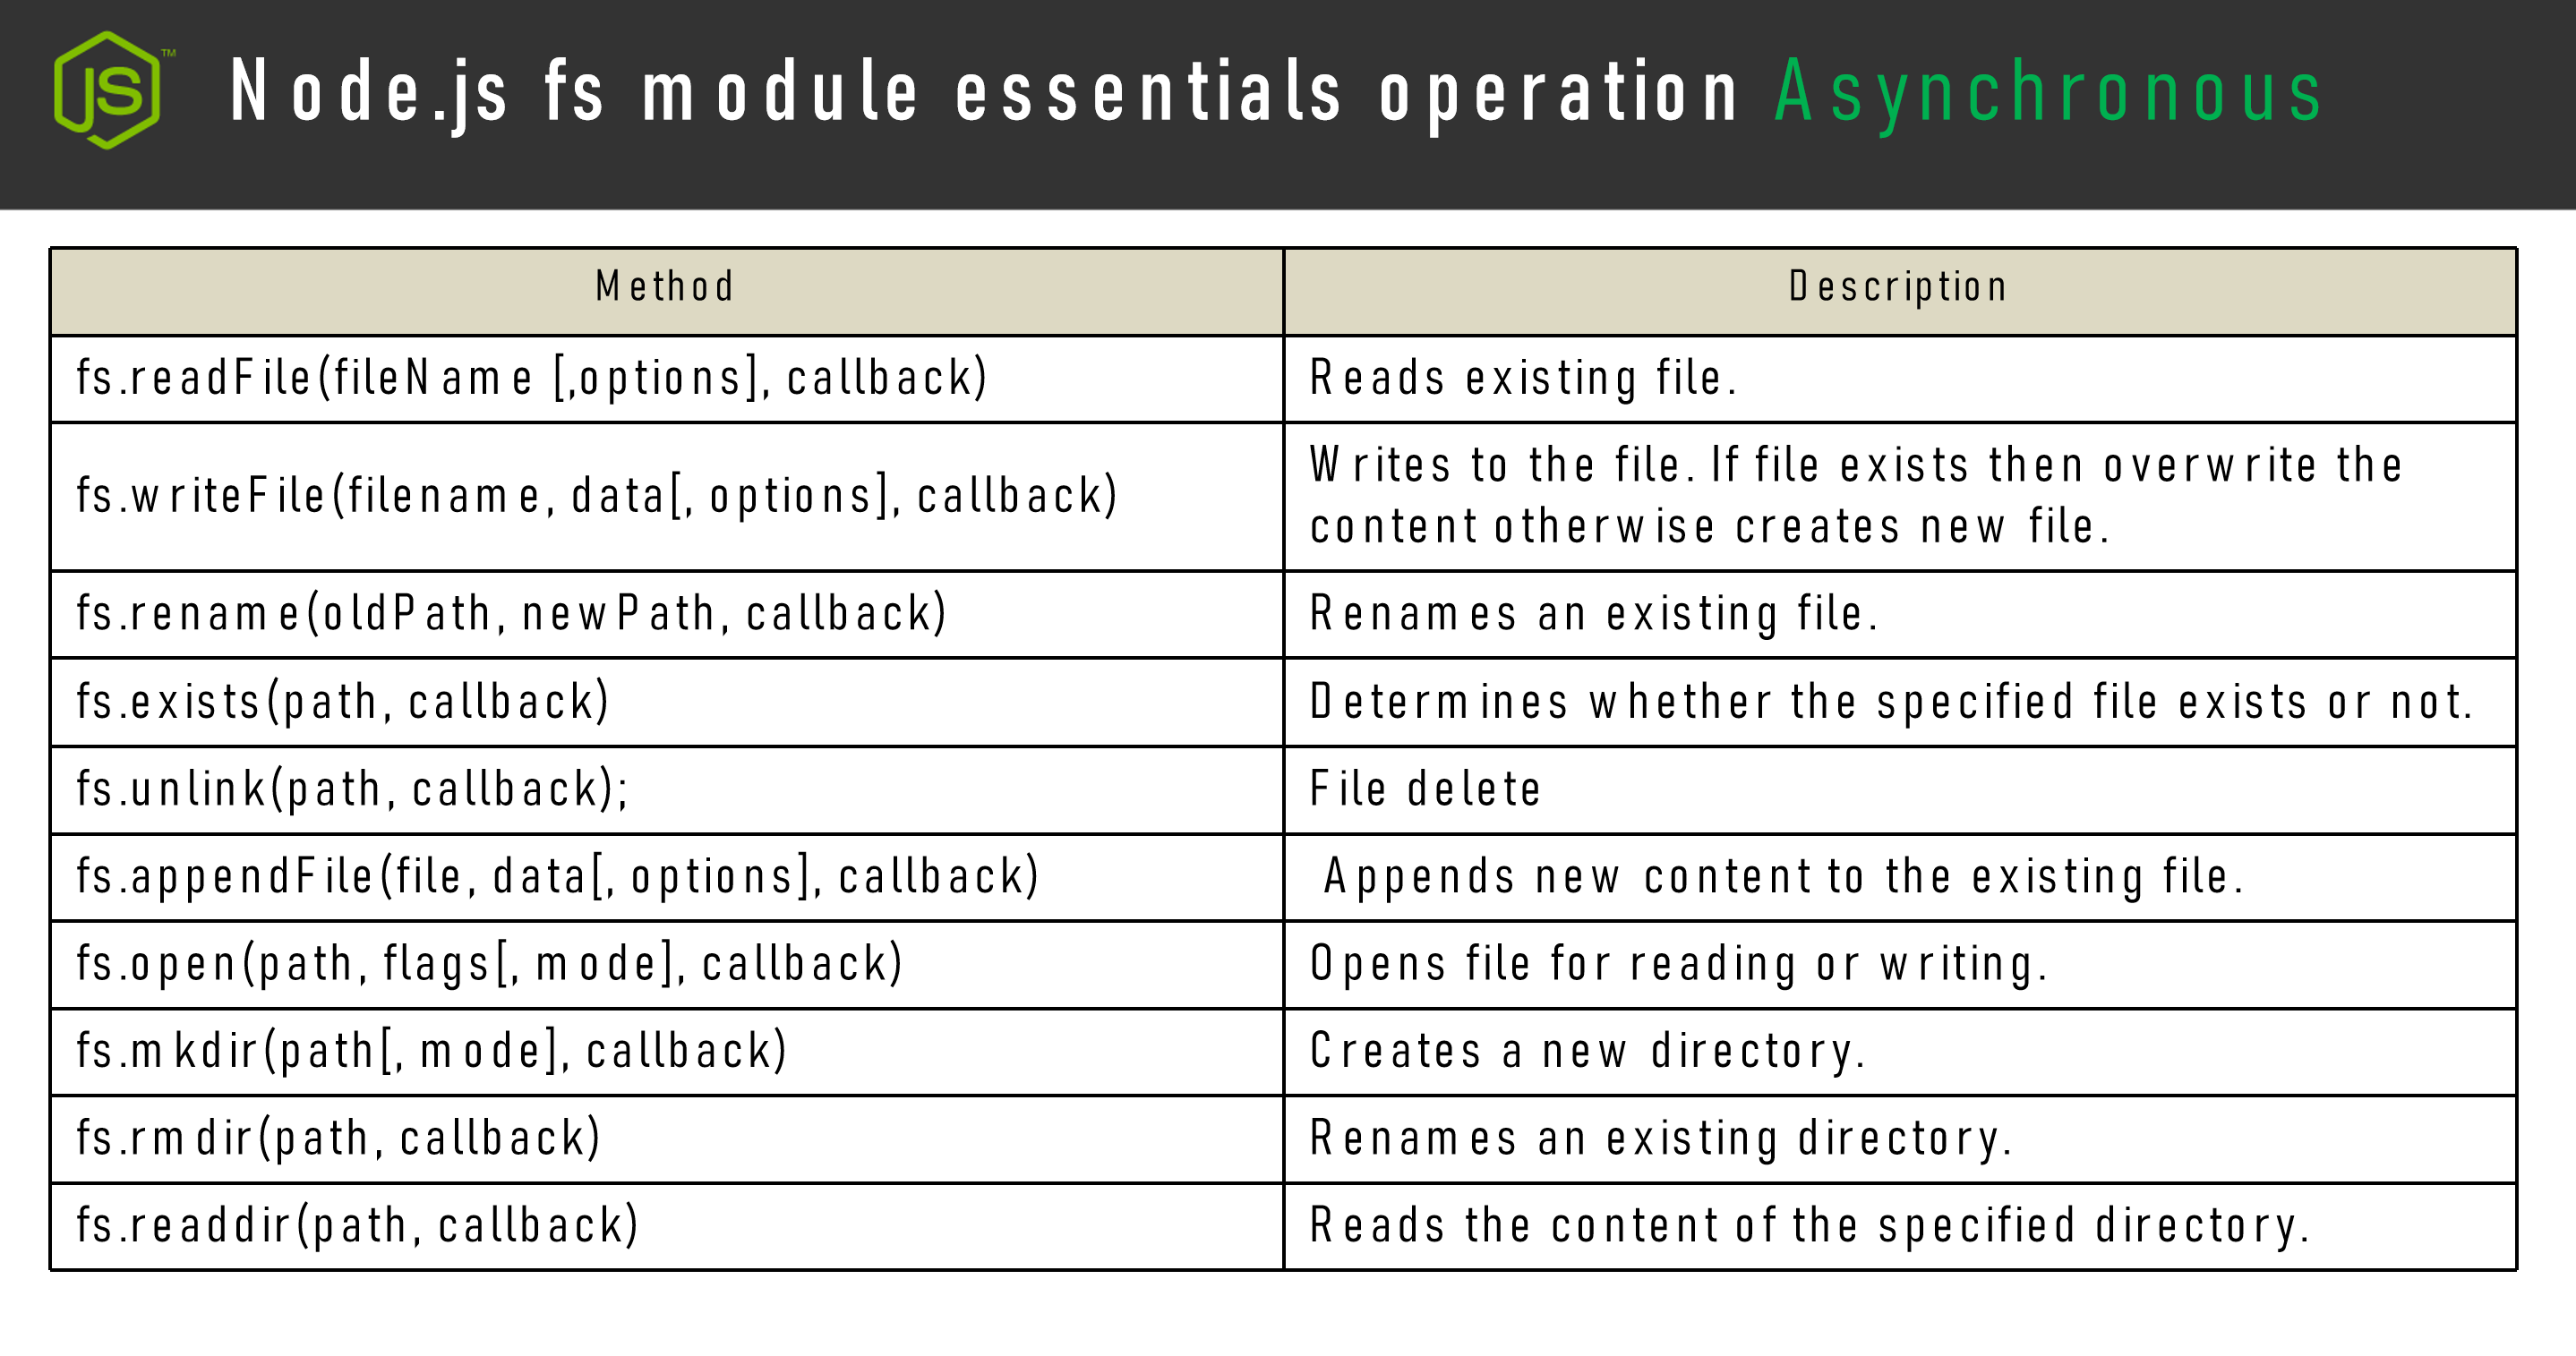 JS™
Node.js fs module essentials operation Asynchronous
Method
Description
fs.readFile(fileName [,options], callback)
Reads existing file.
fs.writeFile(filename, data[, options], callback)
Writes to the file. If file exists then overwrite the
content otherwise creates new file.
fs.rename(oldPath, newPath, callback)
Renames an existing file.
fs.exists(path, callback)
Determines whether the specified file exists or not.
fs.unlink(path, callback);
File delete
fs.appendFile(file, data[, options], callback)
Appends new content to the existing file.
fs.open(path, flags[, mode], callback)
Opens file for reading or writing.
fs.mkdir(path[, mode], callback)
Creates a new directory.
fs.rmdir(path, callback)
Renames an existing directory.
fs.readdir(path, callback)
Reads the content of the specified directory.